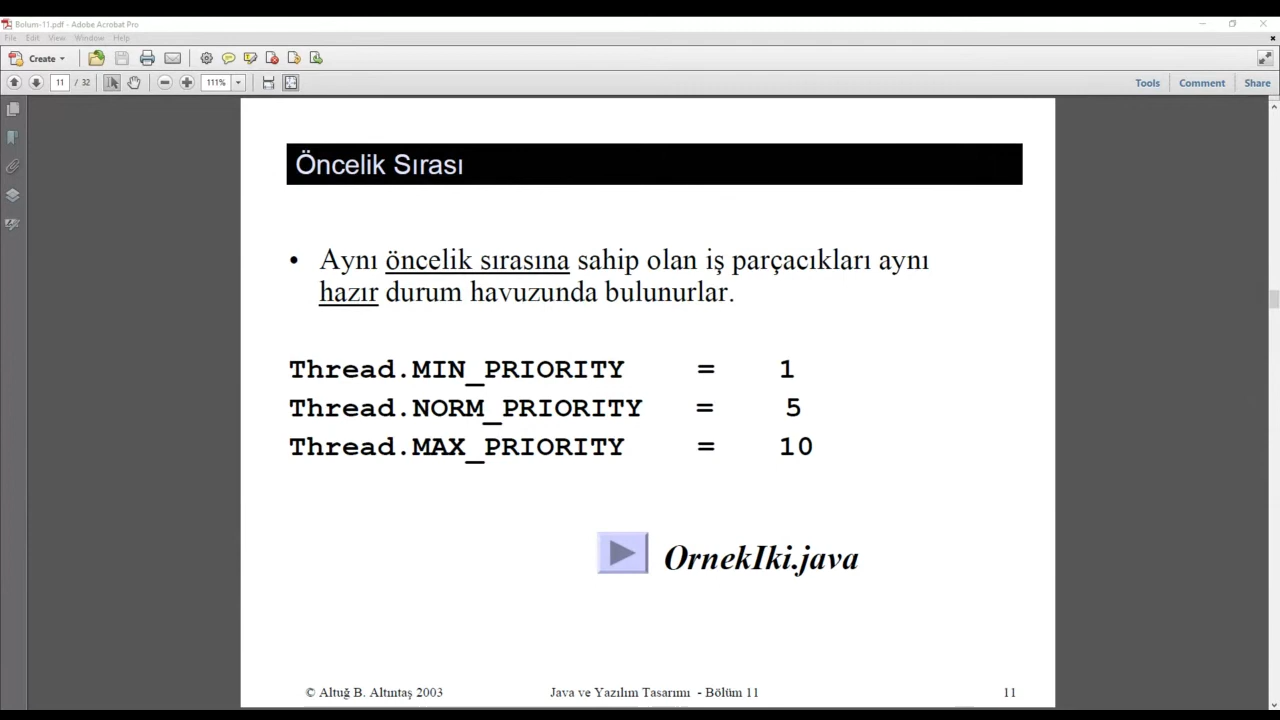 Bolum-11.pdf - Adobe Acrobat Pro
File Edit View Window Help
Create
11 / 32 111% Tools Comment Share
Öncelik Sırası
• Aynı öncelik sırasına sahip olan iş parçacıkları aynı
hazır durum havuzunda bulunurlar.
Thread.MIN_PRIORITY = 1
Thread.NORM_PRIORITY = 5
Thread.MAX_PRIORITY = 10
OrnekIki.java
© Altuğ B. Altıntaş 2003 Java ve Yazılım Tasarımı - Bölüm 11 11